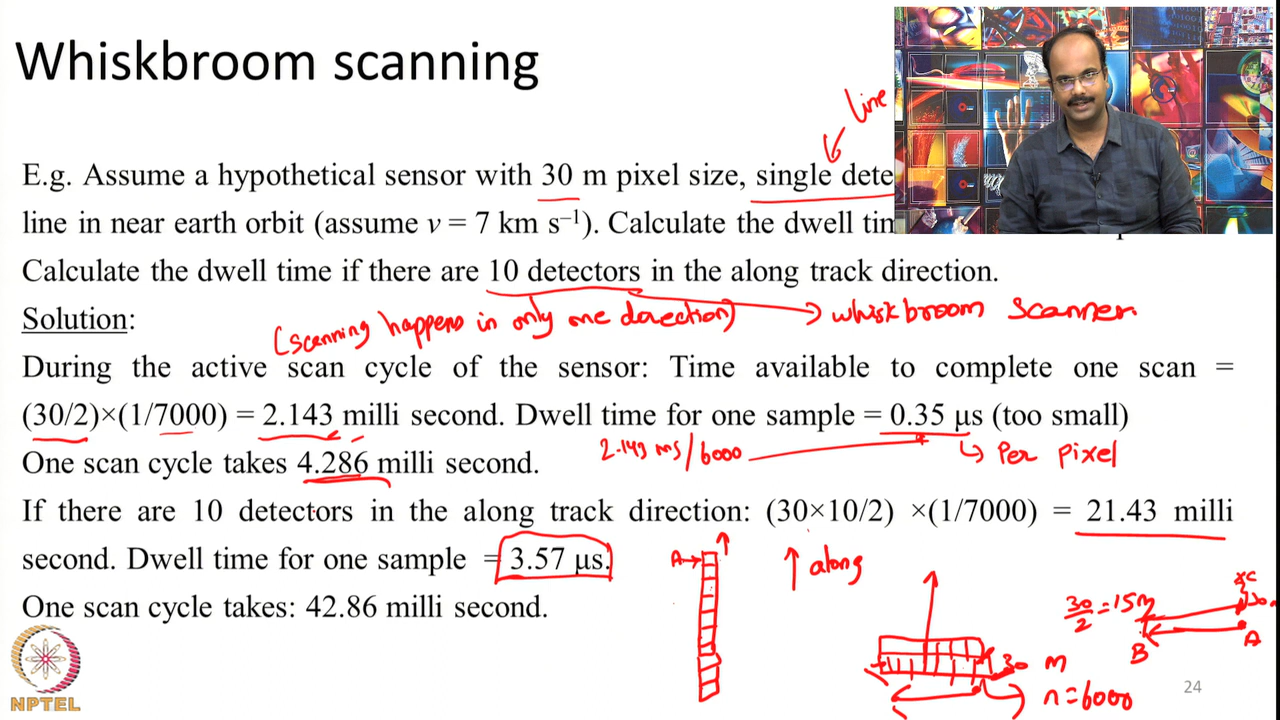 Whiskbroom scanning
line
E.g. Assume a hypothetical sensor with 30 m pixel size, single dete
line in near earth orbit (assume v = 7 km s⁻¹). Calculate the dwell tim
Calculate the dwell time if there are 10 detectors in the along track direction.
Solution:
(scanning happens in only one direction) → whiskbroom scanner
During the active scan cycle of the sensor: Time available to complete one scan =
(30/2)×(1/7000) = 2.143 milli second. Dwell time for one sample = 0.35 μs (too small)
2.143 ms/6000
↳ Per pixel
One scan cycle takes 4.286 milli second.
If there are 10 detectors in the along track direction: (30×10/2) ×(1/7000) = 21.43 milli
second. Dwell time for one sample = 3.57 μs.
One scan cycle takes: 42.86 milli second.
A→
↑ along
30 m
n=6000
30/2 = 15m
C
A
B
NPTEL
24